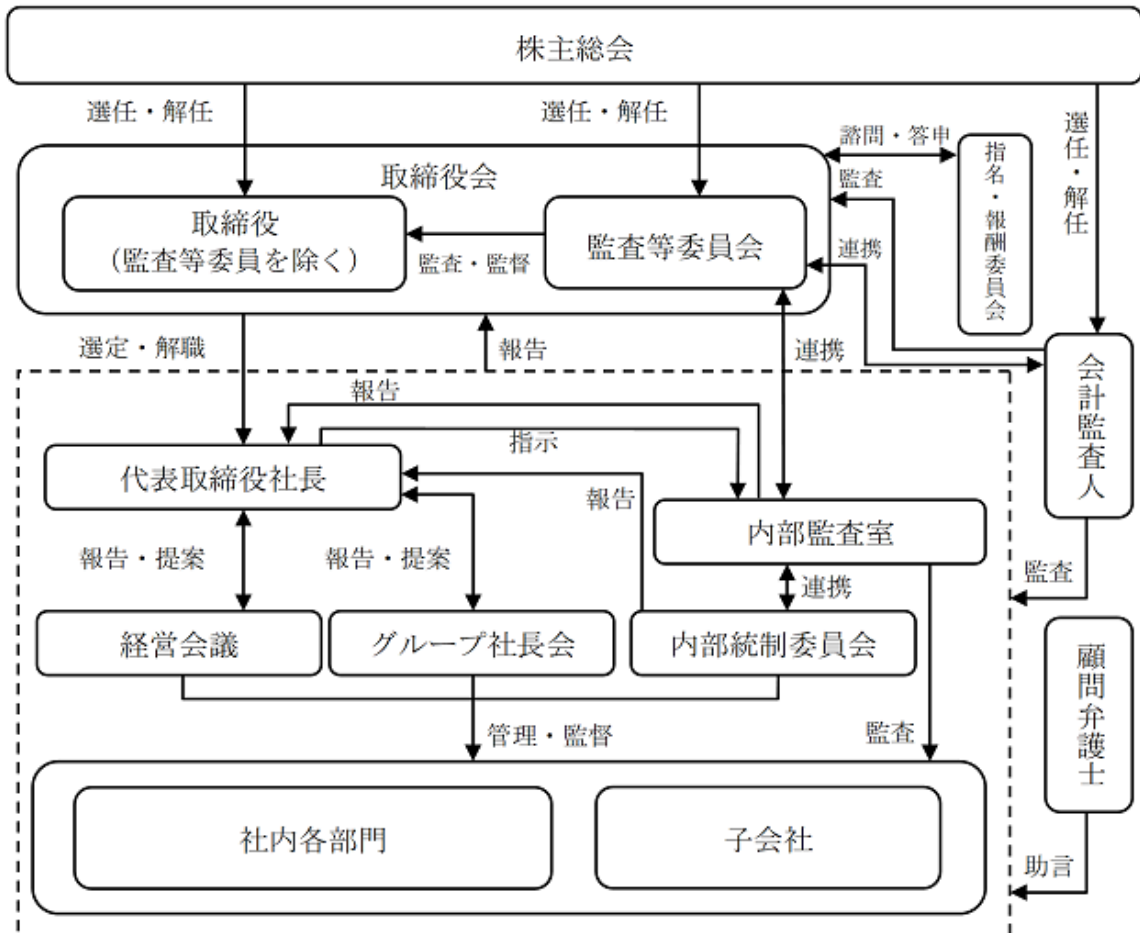 株主総会
選任・解任
選任・解任
選任・解任
諮問・答申
指名・報酬委員会
取締役会
監査
取締役
（監査等委員を除く）
監査・監督
監査等委員会
連携
選定・解職
報告
連携
会計監査人
報告
指示
代表取締役社長
報告
内部監査室
報告・提案
報告・提案
連携
監査
経営会議
グループ社長会
内部統制委員会
顧問弁護士
管理・監督
監査
社内各部門
子会社
助言